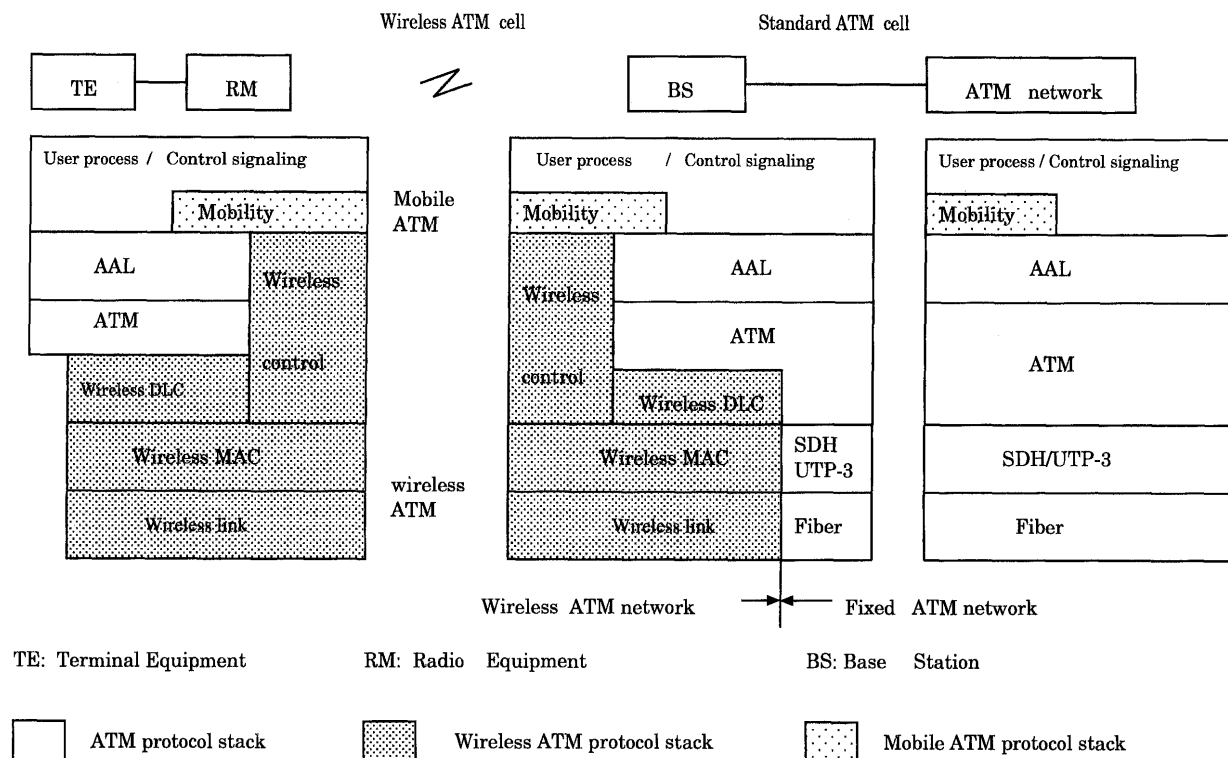 Wireless ATM cell
Standard ATM cell
TE
RM
BS
ATM network
User process / Control signaling
Mobility
AAL
ATM
Wireless
control
Wireless DLC
Wireless MAC
Wireless link
Mobile
ATM
wireless
ATM
User process / Control signaling
Mobility
Wireless
control
AAL
ATM
Wireless DLC
Wireless MAC
SDH
UTP-3
Wireless link
Fiber
User process / Control signaling
Mobility
AAL
ATM
SDH/UTP-3
Fiber
Wireless ATM network
Fixed ATM network
TE: Terminal Equipment
RM: Radio Equipment
BS: Base Station
ATM protocol stack
Wireless ATM protocol stack
Mobile ATM protocol stack